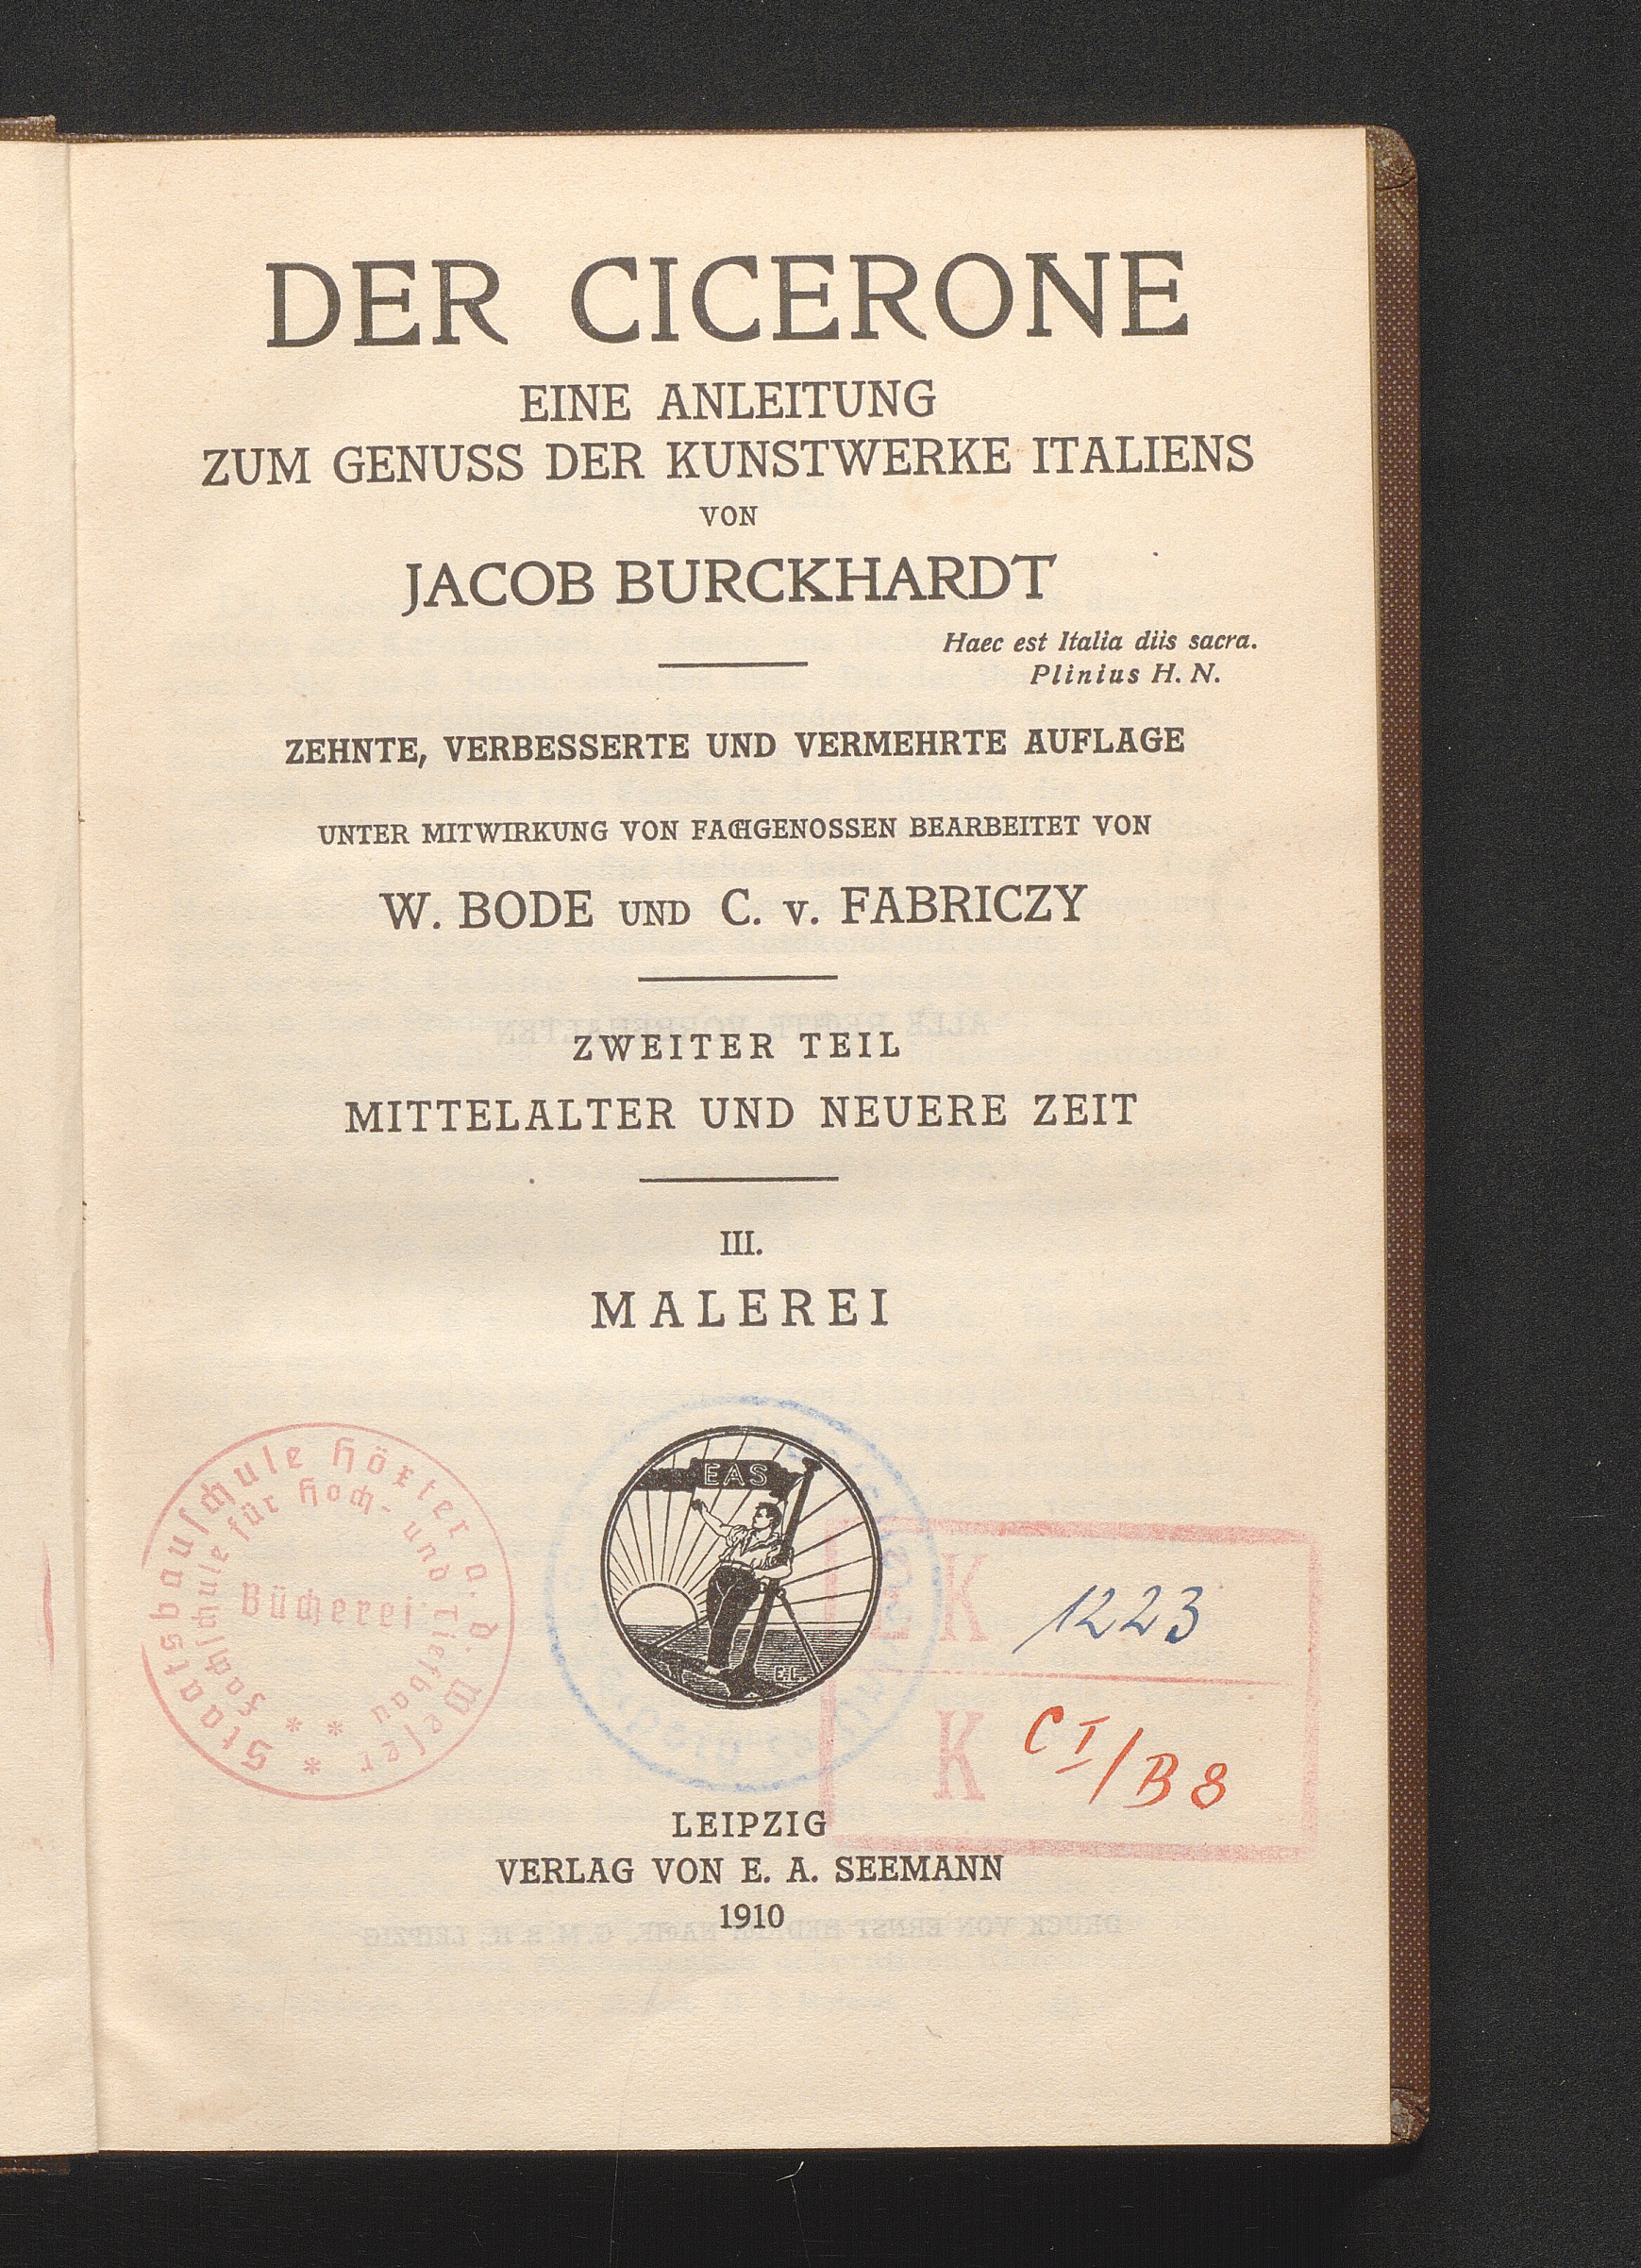 DER CICERONE
EINE ANLEITUNG
ZUM GENUSS DER KUNSTWERKE ITALIENS
VON
JACOB BURCKHARDT
Haec est Italia diis sacra.
Plinius H. N.
ZEHNTE, VERBESSERTE UND VERMEHRTE AUFLAGE
UNTER MITWIRKUNG VON FACHGENOSSEN BEARBEITET VON
W. BODE UND C. v. FABRICZY
ZWEITER TEIL
MITTELALTER UND NEUERE ZEIT
III.
MALEREI
Staatsbauschule Höxter a. d. Weser
Fachschule für Hoch- und Tiefbau
Bücherei
EAS
E.L.
K 1223
K C I/B 8
LEIPZIG
VERLAG VON E. A. SEEMANN
1910